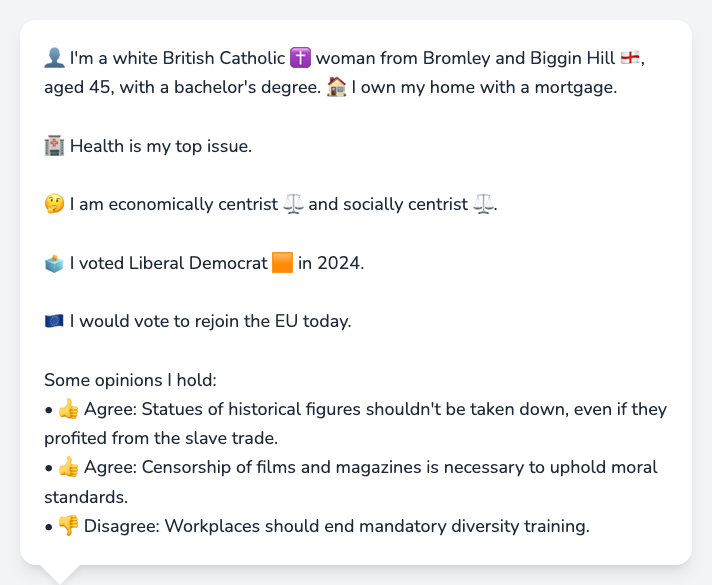 👤 I'm a white British Catholic ✝️ woman from Bromley and Biggin Hill 🏴󠁧󠁢󠁥󠁮󠁧󠁿,
aged 45, with a bachelor's degree. 🏠 I own my home with a mortgage.
🏥 Health is my top issue.
🤔 I am economically centrist ⚖️ and socially centrist ⚖️.
🗳️ I voted Liberal Democrat 🟧 in 2024.
🇪🇺 I would vote to rejoin the EU today.
Some opinions I hold:
• 👍 Agree: Statues of historical figures shouldn't be taken down, even if they
profited from the slave trade.
• 👍 Agree: Censorship of films and magazines is necessary to uphold moral
standards.
• 👎 Disagree: Workplaces should end mandatory diversity training.